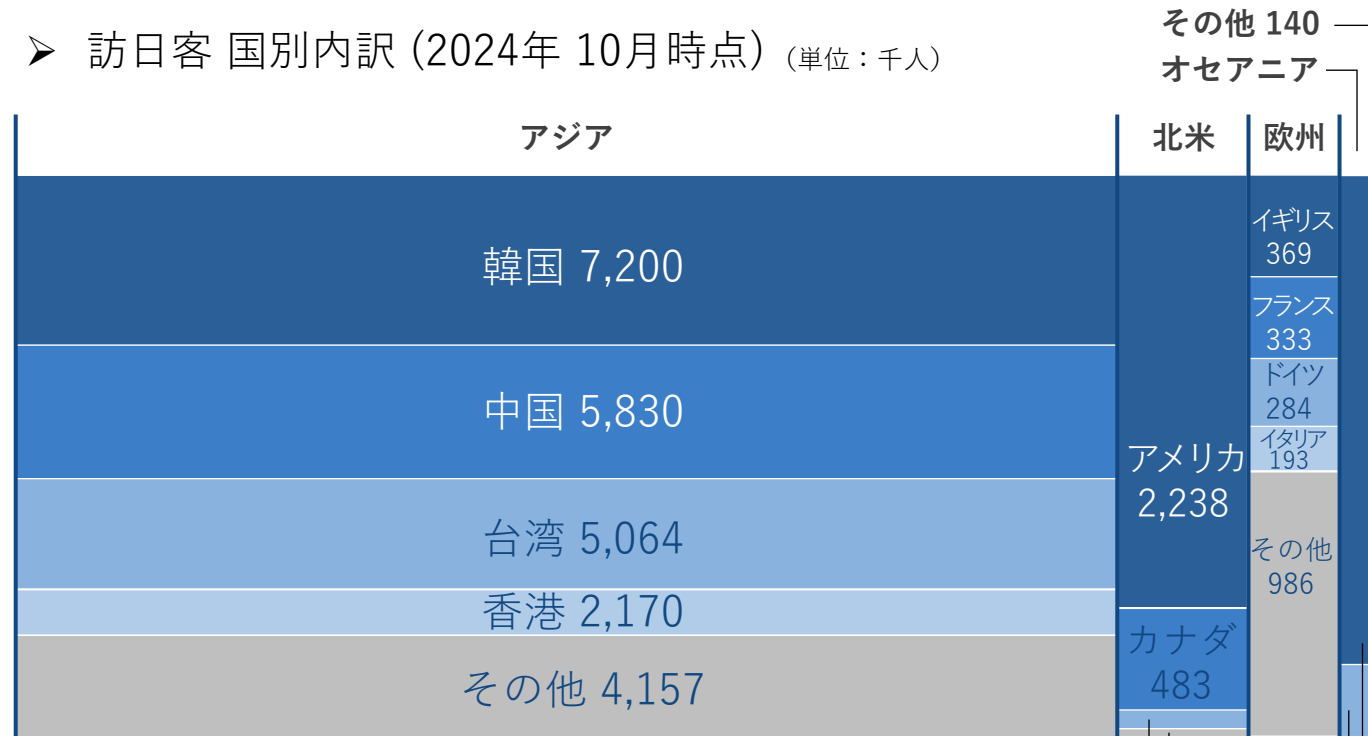 ➢ 訪日客 国別内訳 (2024年 10月時点) (単位：千人)
その他 140
オセアニア
アジア
北米
欧州
韓国 7,200
中国 5,830
台湾 5,064
香港 2,170
その他 4,157
アメリカ
2,238
カナダ
483
イギリス
369
フランス
333
ドイツ
284
イタリア
193
その他
986